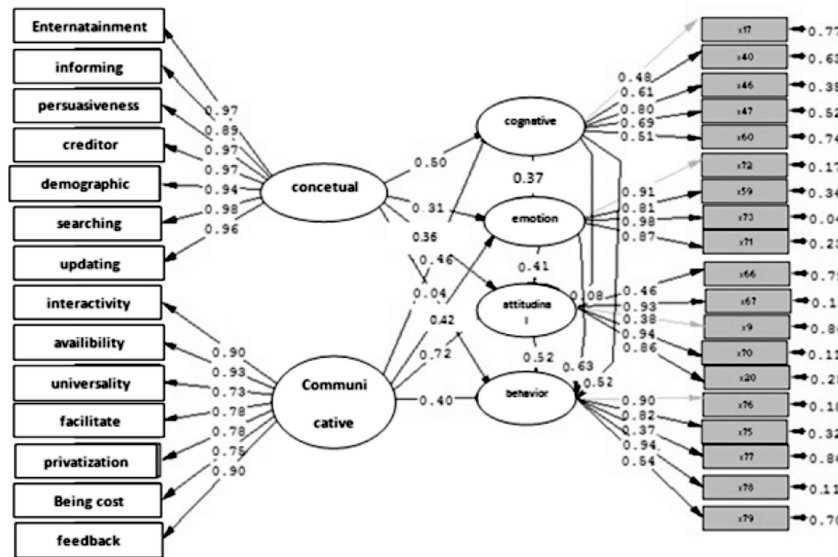 Enternatainment
informing
persuasiveness
creditor
demographic
searching
updating
interactivity
availibility
universality
facilitate
privatization
Being cost
feedback
0.97
0.89
0.97
0.97
0.94
0.98
0.96
0.90
0.93
0.73
0.78
0.78
0.75
0.90
concetual
Communi
cative
0.50
0.31
0.36
0.46
0.04
0.42
0.72
0.40
cognative
0.37
emotion
0.41
attitudina
l
0.08
0.52
0.63
0.52
behavior
0.48
0.61
0.80
0.69
0.51
0.91
0.81
0.98
0.87
0.46
0.93
0.38
0.94
0.86
0.90
0.82
0.37
0.94
0.54
x17
x40
x46
x47
x60
x72
x59
x73
x71
x66
x67
x9
x70
x20
x76
x75
x77
x78
x79
0.77
0.63
0.52
0.74
0.17
0.34
0.04
0.11
0.32
0.11
0.70